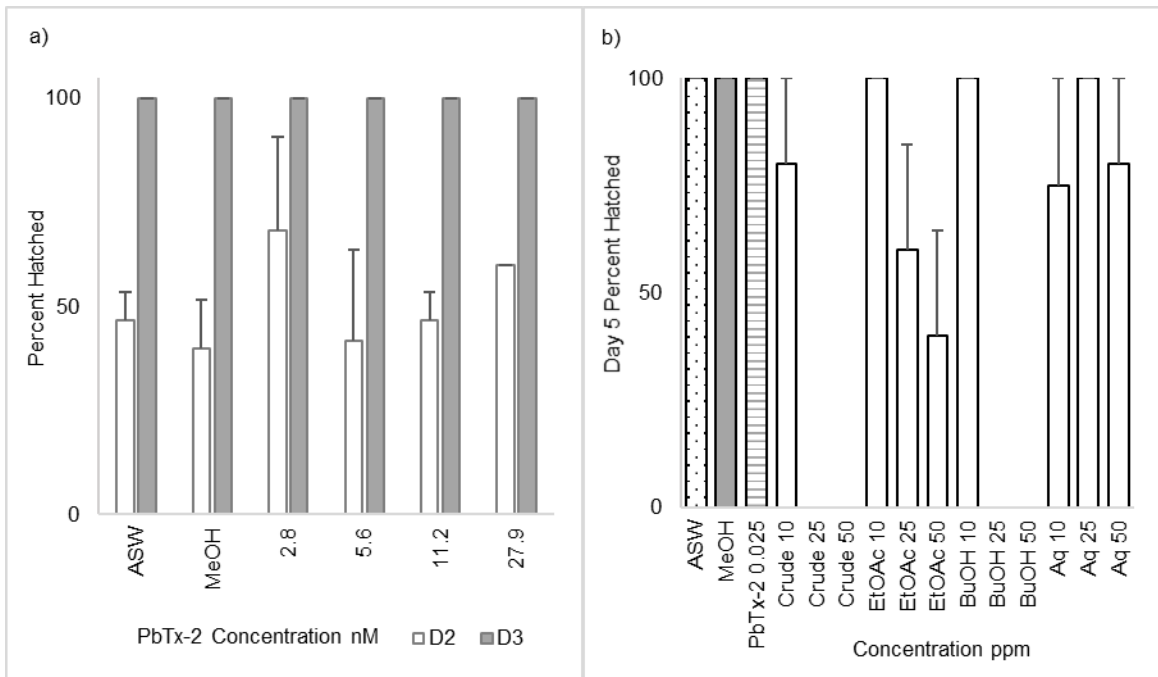 a)
Percent Hatched
100
50
0
ASW
MeOH
2.8
5.6
11.2
27.9
PbTx-2 Concentration nM
D2
D3
b)
Day 5 Percent Hatched
100
50
0
ASW
MeOH
PbTx-2 0.025
Crude 10
Crude 25
Crude 50
EtOAc 10
EtOAc 25
EtOAc 50
BuOH 10
BuOH 25
BuOH 50
Aq 10
Aq 25
Aq 50
Concentration ppm